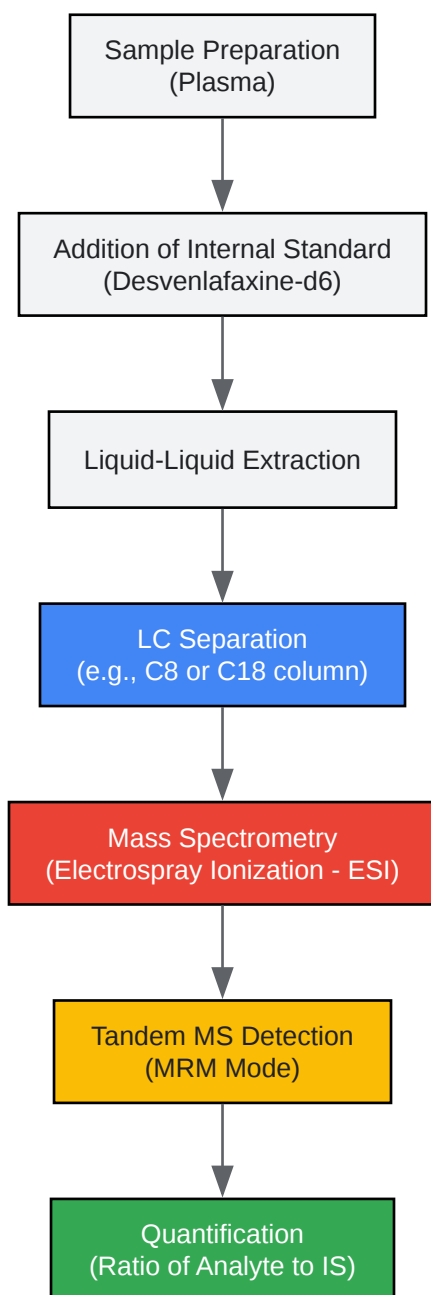 Sample Preparation
(Plasma)
Addition of Internal Standard
(Desvenlafaxine-d6)
Liquid-Liquid Extraction
LC Separation
(e.g., C8 or C18 column)
Mass Spectrometry
(Electrospray Ionization - ESI)
Tandem MS Detection
(MRM Mode)
Quantification
(Ratio of Analyte to IS)